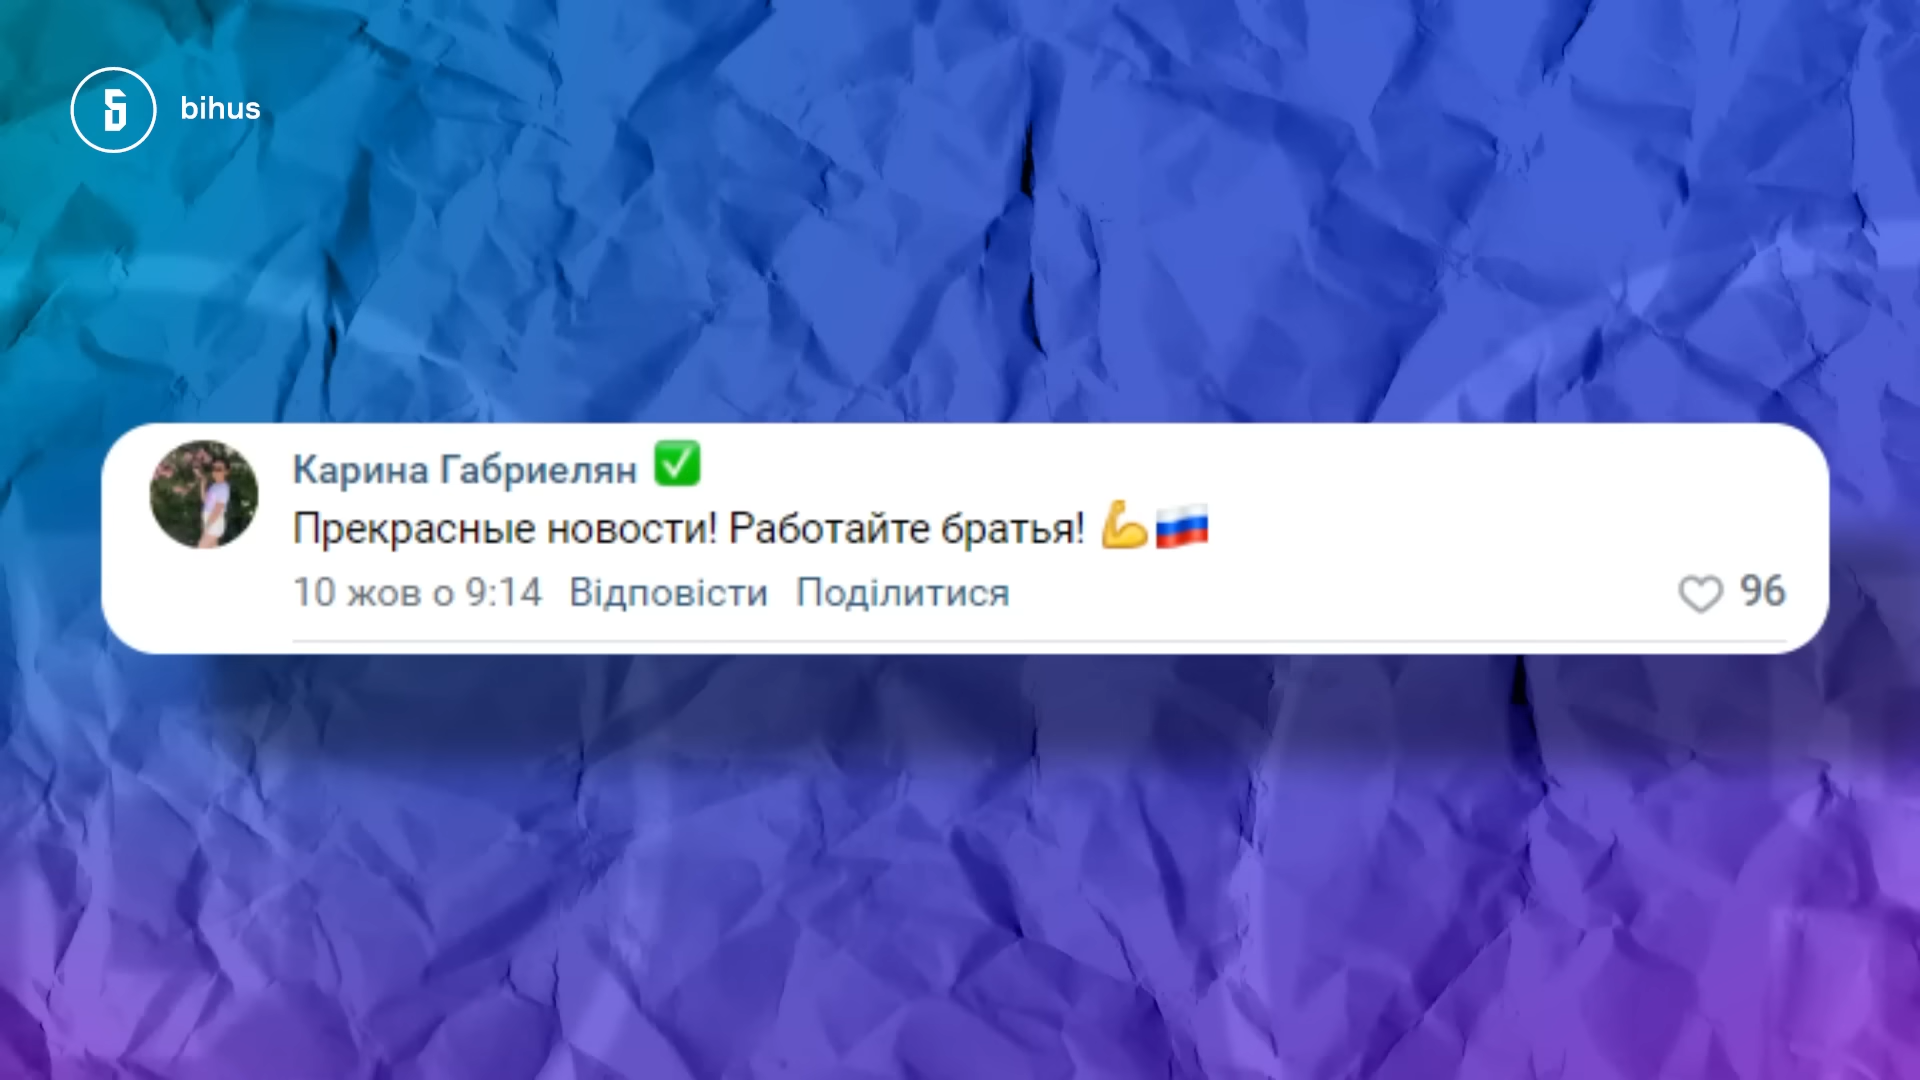 bihus
Карина Габриелян ✅
Прекрасные новости! Работайте братья! 💪🇷🇺
10 жов о 9:14 Відповісти Поділитися
96